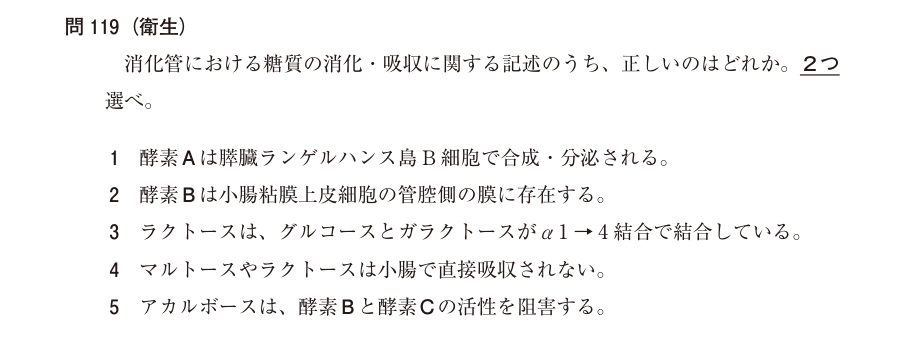 問 119（衛生）
消化管における糖質の消化・吸収に関する記述のうち、正しいのはどれか。２つ
選べ。
1 酵素Ａは膵臓ランゲルハンス島Ｂ細胞で合成・分泌される。
2 酵素Ｂは小腸粘膜上皮細胞の管腔側の膜に存在する。
3 ラクトースは、グルコースとガラクトースがα1→4結合で結合している。
4 マルトースやラクトースは小腸で直接吸収されない。
5 アカルボースは、酵素Ｂと酵素Ｃの活性を阻害する。